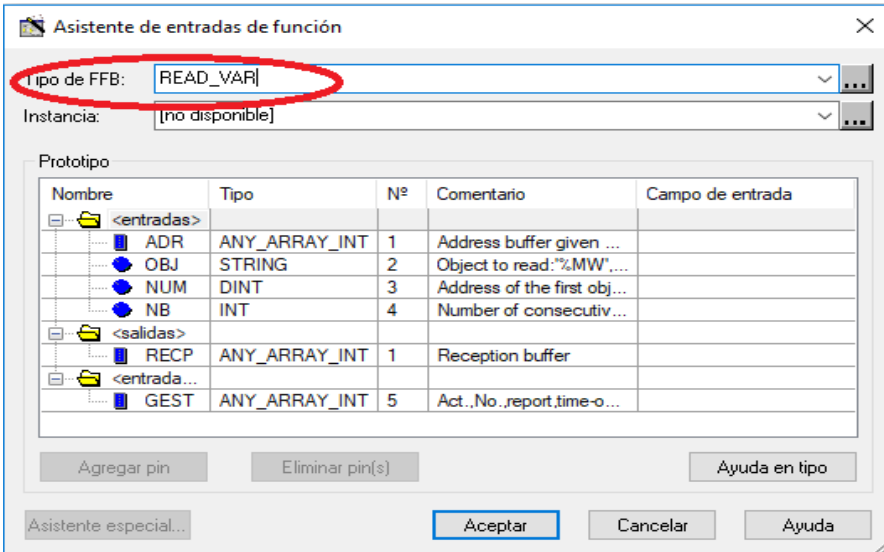 Asistente de entradas de función
Tipo de FFB: READ_VAR ...
Instancia: [no disponible] ...
Prototipo
Nombre Tipo Nº Comentario Campo de entrada
<entradas>
ADR ANY_ARRAY_INT 1 Address buffer given ...
OBJ STRING 2 Object to read:"%MW",...
NUM DINT 3 Address of the first obj...
NB INT 4 Number of consecutiv...
<salidas>
RECP ANY_ARRAY_INT 1 Reception buffer
<entrada...
GEST ANY_ARRAY_INT 5 Act.,No.,report,time-o...
Agregar pin Eliminar pin(s) Ayuda en tipo
Asistente especial... Aceptar Cancelar Ayuda